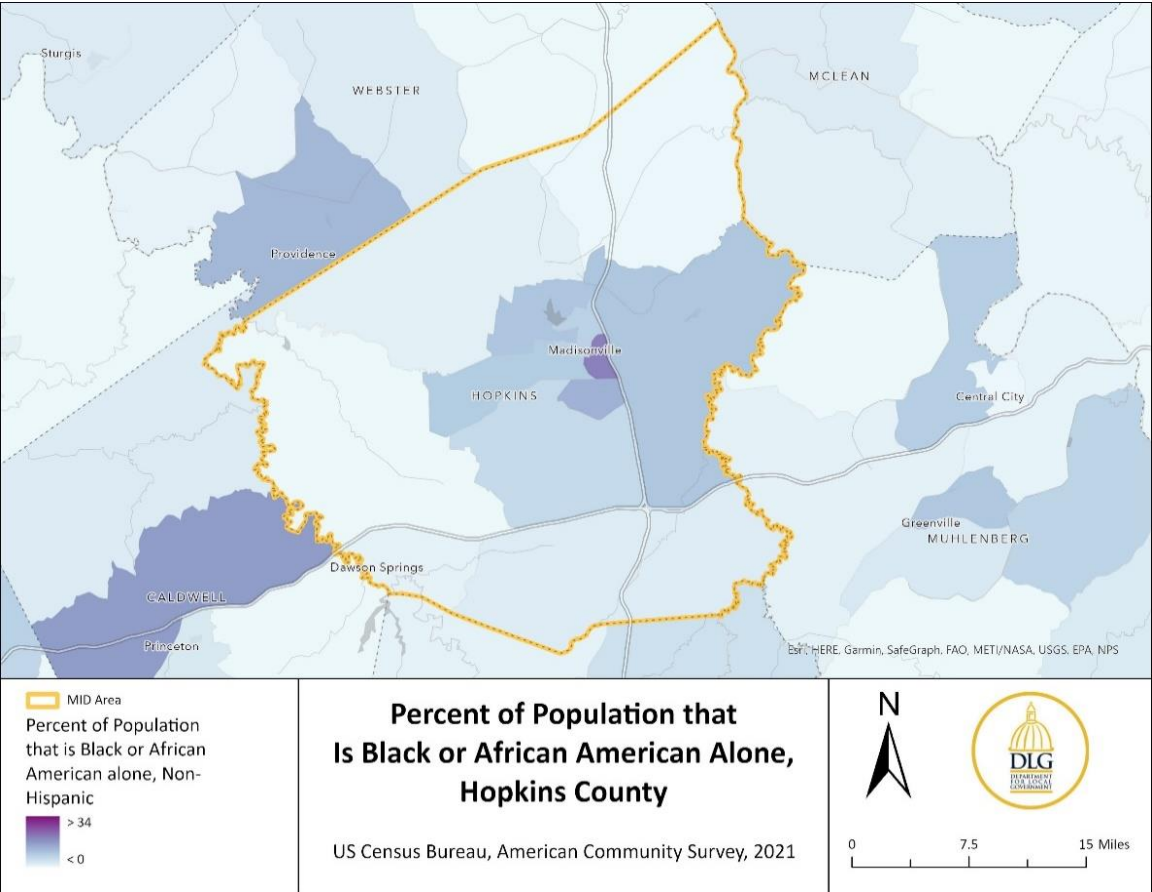 Sturgis
WEBSTER
MCLEAN
Providence
Madisonville
HOPKINS
Central City
Greenville
MUHLENBERG
Dawson Springs
CALDWELL
Princeton
Esri, HERE, Garmin, SafeGraph, FAO, METI/NASA, USGS, EPA, NPS
MID Area
Percent of Population
that is Black or African
American alone, Non-
Hispanic
> 34
< 0
Percent of Population that
Is Black or African American Alone,
Hopkins County
US Census Bureau, American Community Survey, 2021
N
DLG
DEPARTMENT
FOR LOCAL
GOVERNMENT
0 7.5 15 Miles